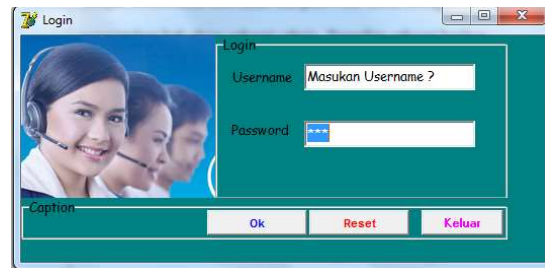 Login
Login
Username Masukan Username ?
Password ***
Caption
Ok Reset Keluar